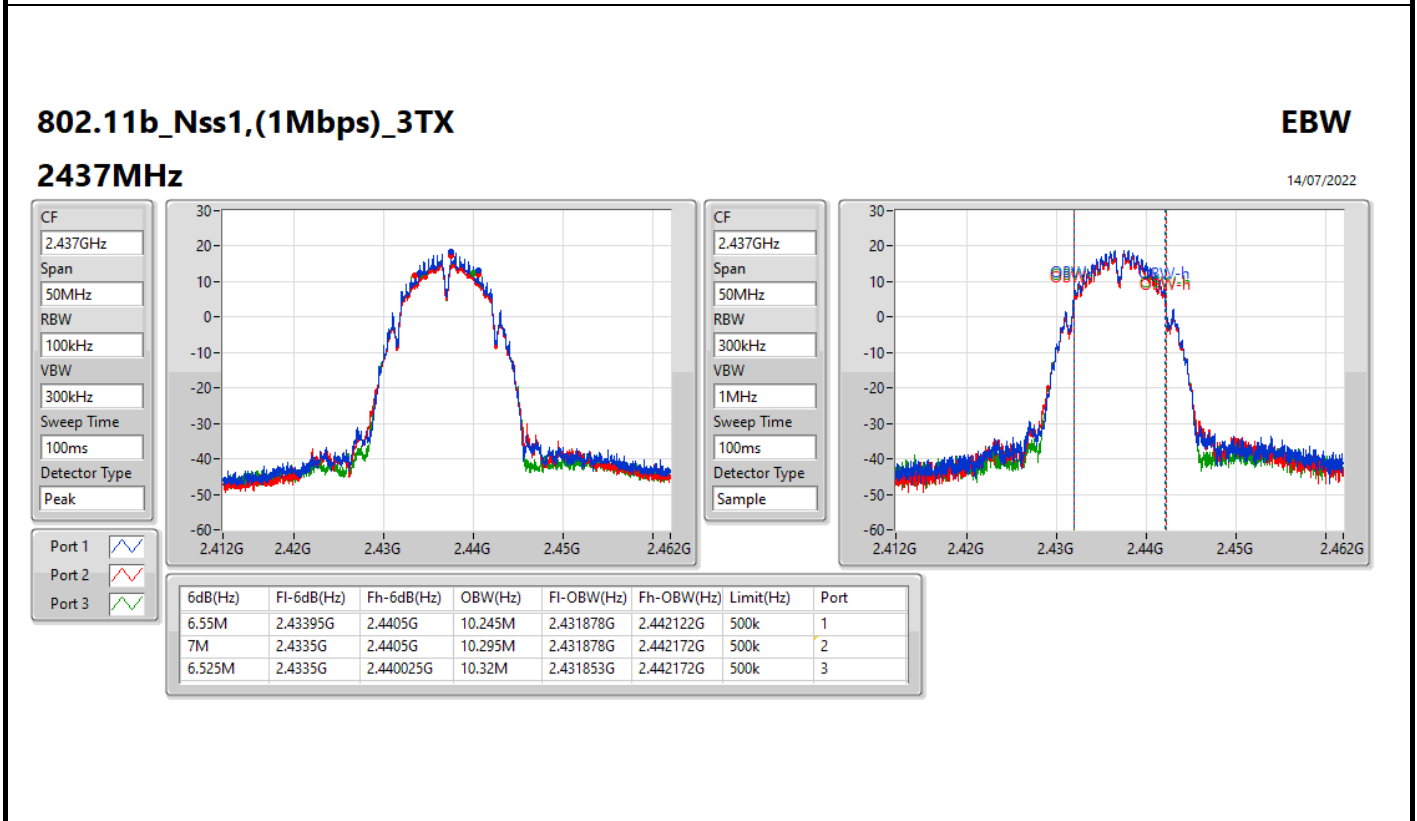 802.11b_Nss1,(1Mbps)_3TX
EBW
2437MHz
14/07/2022
CF
2.437GHz
Span
50MHz
RBW
100kHz
VBW
300kHz
Sweep Time
100ms
Detector Type
Peak
30
20
10
0
-10
-20
-30
-40
-50
-60
2.412G 2.42G 2.43G 2.44G 2.45G 2.462G
CF
2.437GHz
Span
50MHz
RBW
300kHz
VBW
1MHz
Sweep Time
100ms
Detector Type
Sample
30
20
10
0
-10
-20
-30
-40
-50
-60
OBW-h
OBW-h
2.412G 2.42G 2.43G 2.44G 2.45G 2.462G
Port 1
Port 2
Port 3
6dB(Hz) Fl-6dB(Hz) Fh-6dB(Hz) OBW(Hz) Fl-OBW(Hz) Fh-OBW(Hz) Limit(Hz) Port
6.55M 2.43395G 2.4405G 10.245M 2.431878G 2.442122G 500k 1
7M 2.4335G 2.4405G 10.295M 2.431878G 2.442172G 500k 2
6.525M 2.4335G 2.440025G 10.32M 2.431853G 2.442172G 500k 3